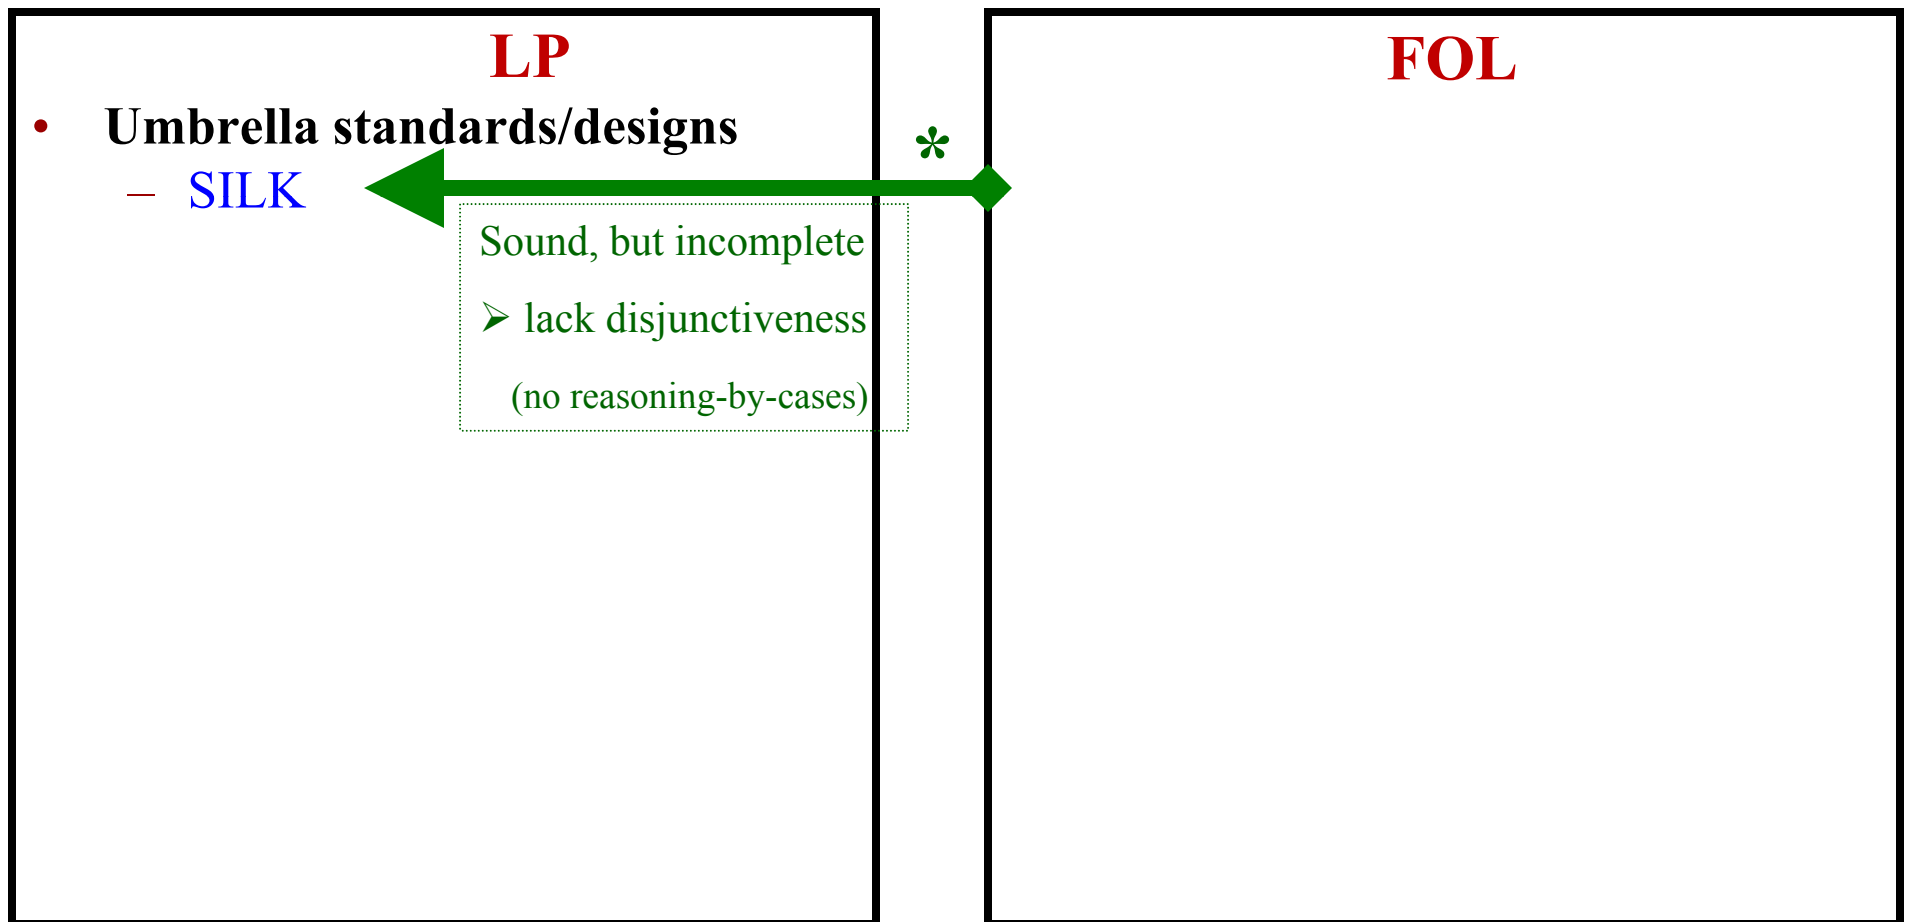 LP
• Umbrella standards/designs
– SILK
Sound, but incomplete
➢ lack disjunctiveness
(no reasoning-by-cases)
*
FOL